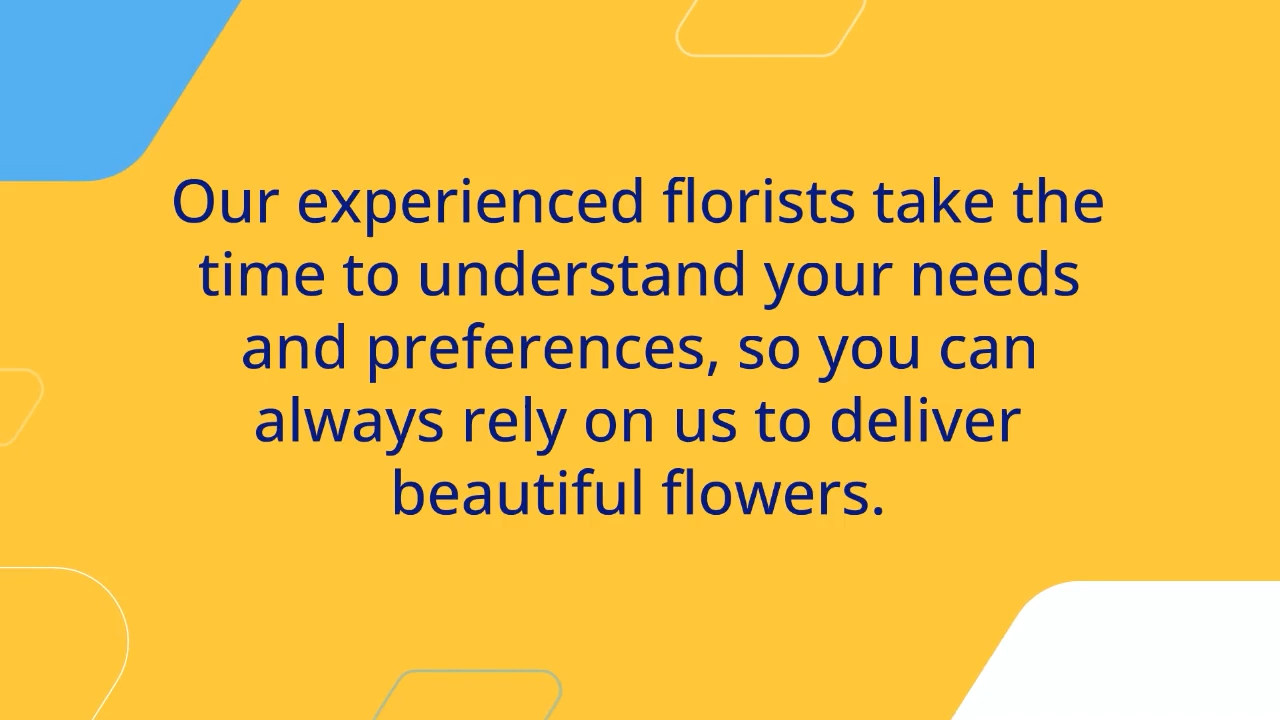 Our experienced florists take the
time to understand your needs
and preferences, so you can
always rely on us to deliver
beautiful flowers.